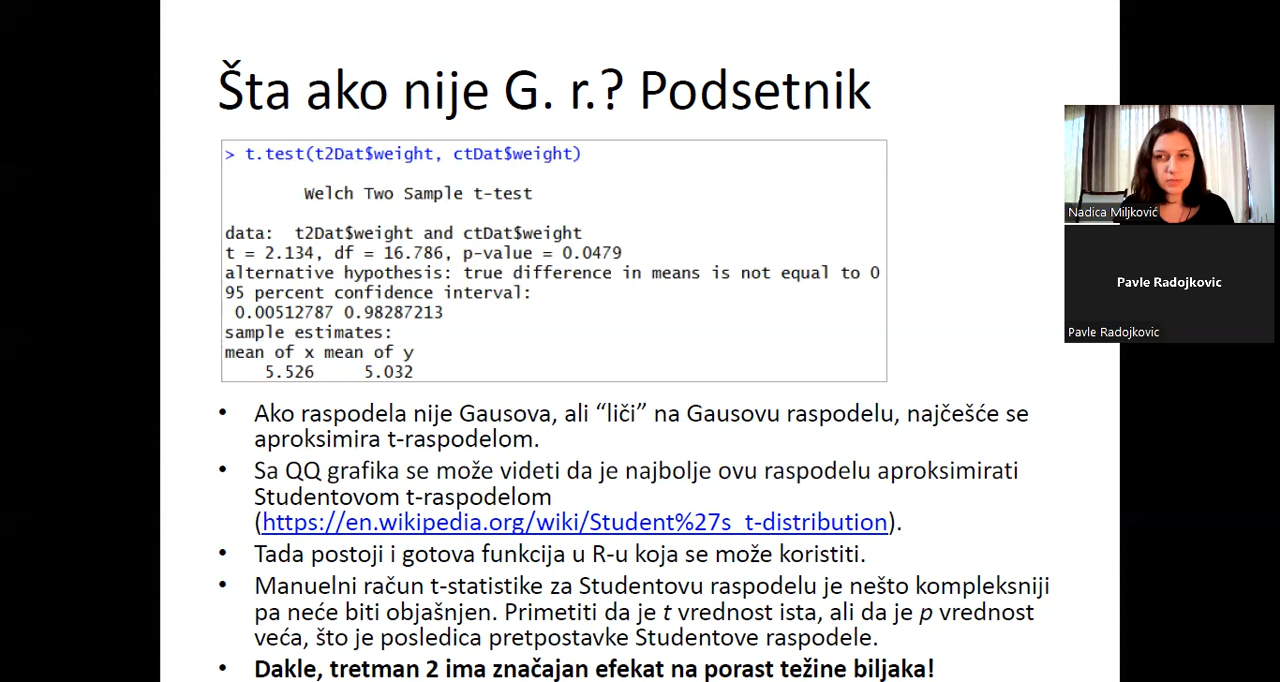 Šta ako nije G. r.? Podsetnik
> t.test(t2Dat$weight, ctDat$weight)
Welch Two Sample t-test
data:  t2Dat$weight and ctDat$weight
t = 2.134, df = 16.786, p-value = 0.0479
alternative hypothesis: true difference in means is not equal to 0
95 percent confidence interval:
0.00512787 0.98287213
sample estimates:
mean of x mean of y
5.526     5.032
• Ako raspodela nije Gausova, ali “liči” na Gausovu raspodelu, najčešće se
aproksimira t-raspodelom.
• Sa QQ grafika se može videti da je najbolje ovu raspodelu aproksimirati
Studentovom t-raspodelom
(https://en.wikipedia.org/wiki/Student%27s_t-distribution).
• Tada postoji i gotova funkcija u R-u koja se može koristiti.
• Manuelni račun t-statistike za Studentovu raspodelu je nešto kompleksniji
pa neće biti objašnjen. Primetiti da je t vrednost ista, ali da je p vrednost
veća, što je posledica pretpostavke Studentove raspodele.
• Dakle, tretman 2 ima značajan efekat na porast težine biljaka!
Nadica Miljković
Pavle Radojkovic
Pavle Radojkovic